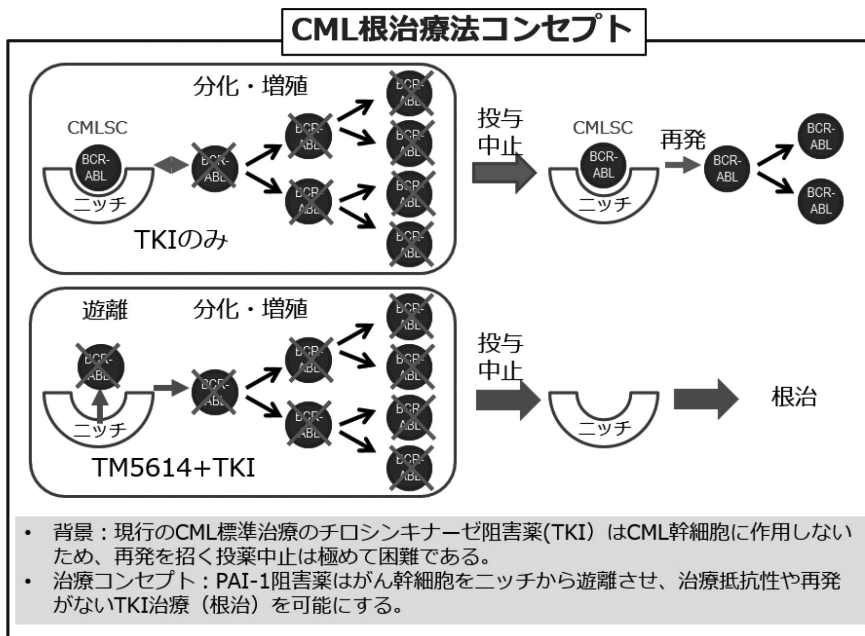 CML根治療法コンセプト
分化・増殖
CMLSC
BCR-
ABL
ニッチ
BCR-
ABL
BCR-
ABL
BCR-
ABL
BCR-
ABL
BCR-
ABL
BCR-
ABL
BCR-
ABL
TKIのみ
投与
中止
CMLSC
BCR-
ABL
ニッチ
再発
BCR-
ABL
BCR-
ABL
BCR-
ABL
遊離
分化・増殖
BCR-
ABL
ニッチ
BCR-
ABL
BCR-
ABL
BCR-
ABL
BCR-
ABL
BCR-
ABL
BCR-
ABL
BCR-
ABL
TM5614+TKI
投与
中止
ニッチ
根治
• 背景：現行のCML標準治療のチロシンキナーゼ阻害薬(TKI）はCML幹細胞に作用しない
ため、再発を招く投薬中止は極めて困難である。
• 治療コンセプト：PAI-1阻害薬はがん幹細胞をニッチから遊離させ、治療抵抗性や再発
がないTKI治療（根治）を可能にする。